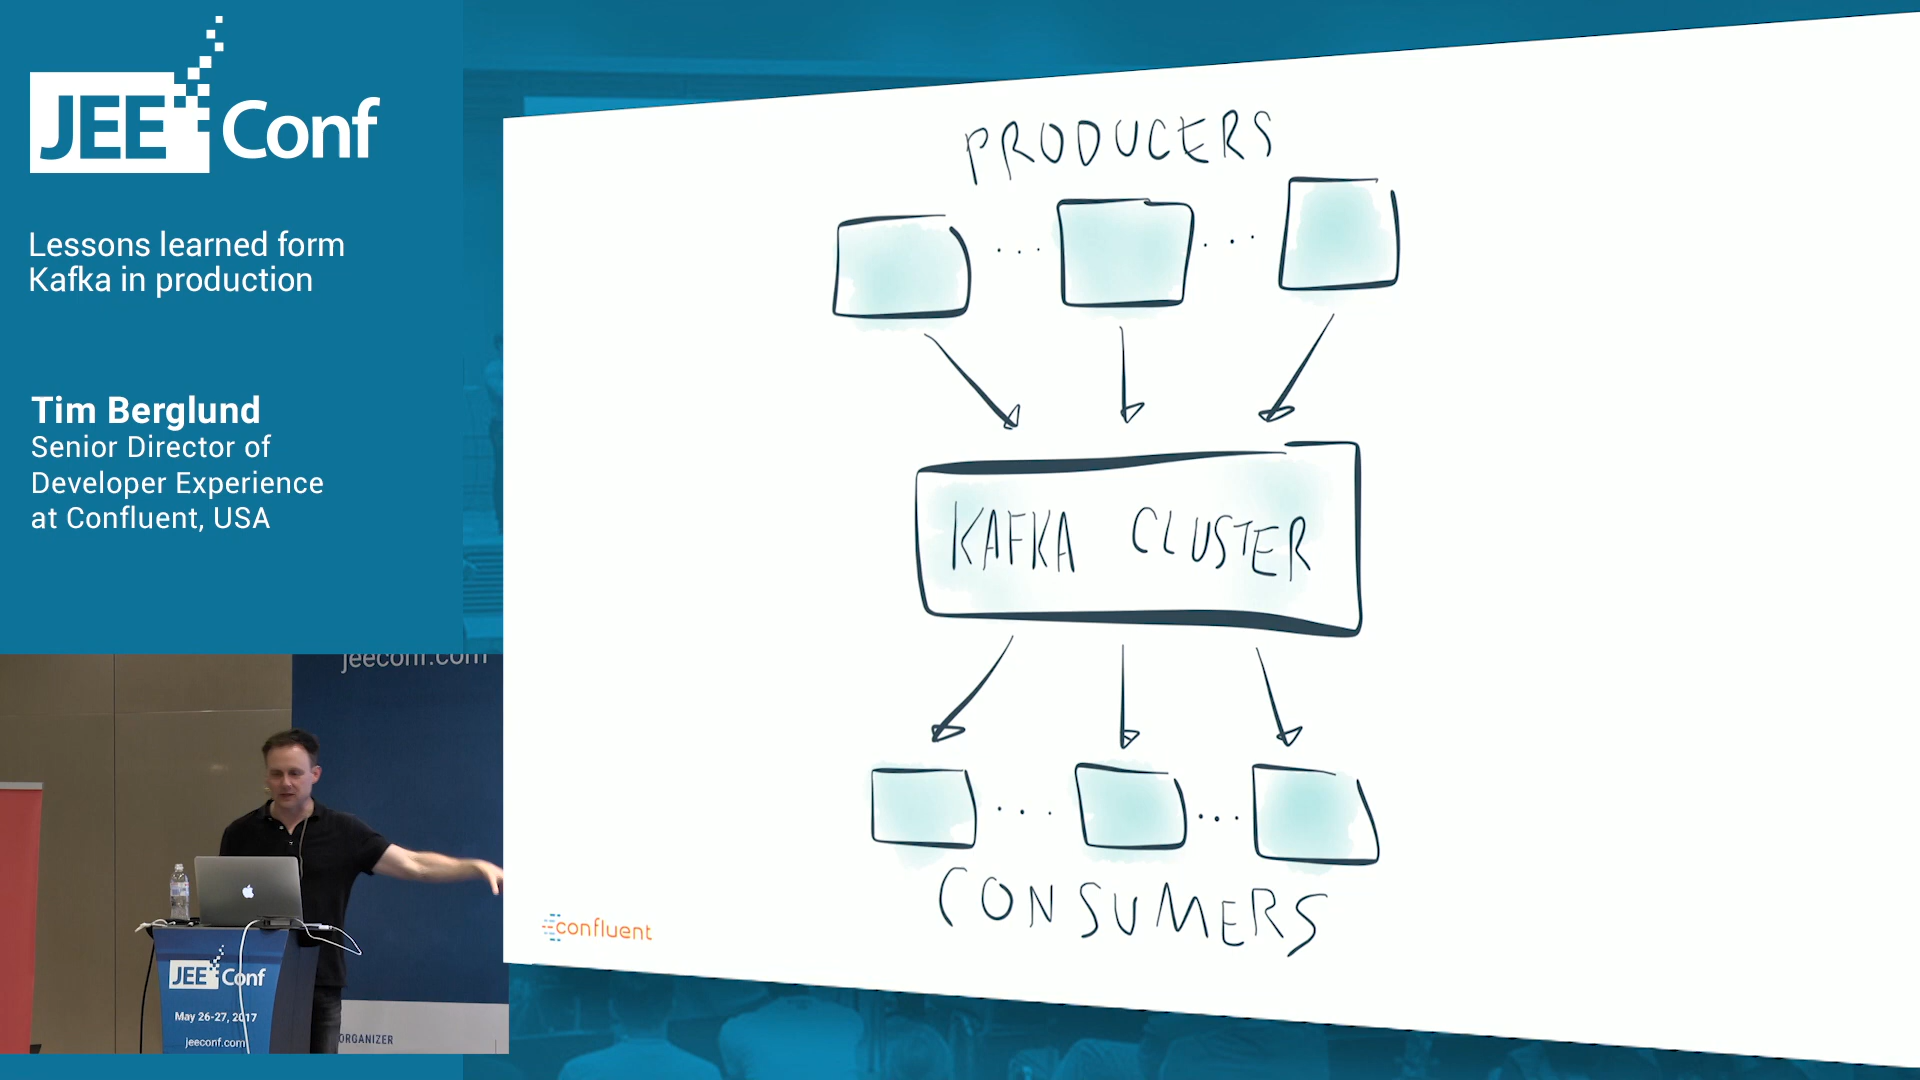 JEE Conf
Lessons learned form
Kafka in production
Tim Berglund
Senior Director of
Developer Experience
at Confluent, USA
PRODUCERS
KAFKA CLUSTER
CONSUMERS
confluent
jeeconf.com
JEE Conf
May 26-27, 2017
jeeconf.com
ORGANIZER